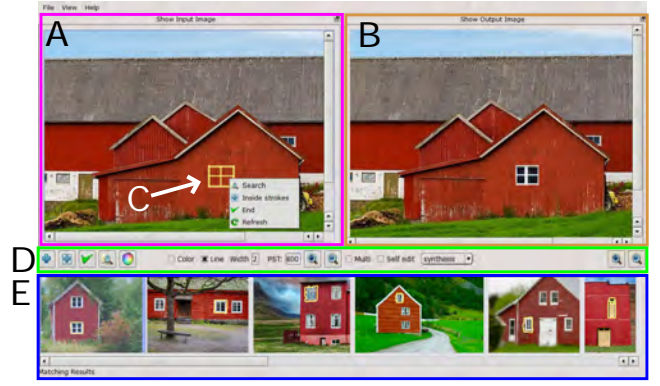 File View Help
Show Input Image
Show Output Image
A
B
C
Search
Inside strokes
End
Refresh
D
Color Line Width 2 PST: 800 Multi Self edit synthesis
E
Matching Results